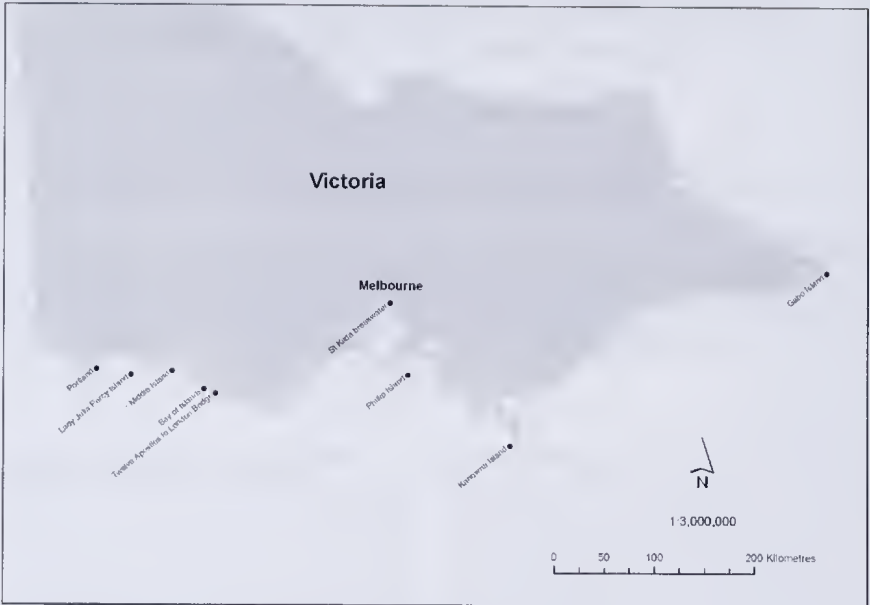 Victoria
Melbourne
Gabo Island
St Kilda breakwater
Portland
Lady Julia Percy Island
Middle Island
Bay of Islands
Twelve Apostles to London Bridge
Phillip Island
Kanowna Island
N
1:3,000,000
0 50 100 200 Kilometres